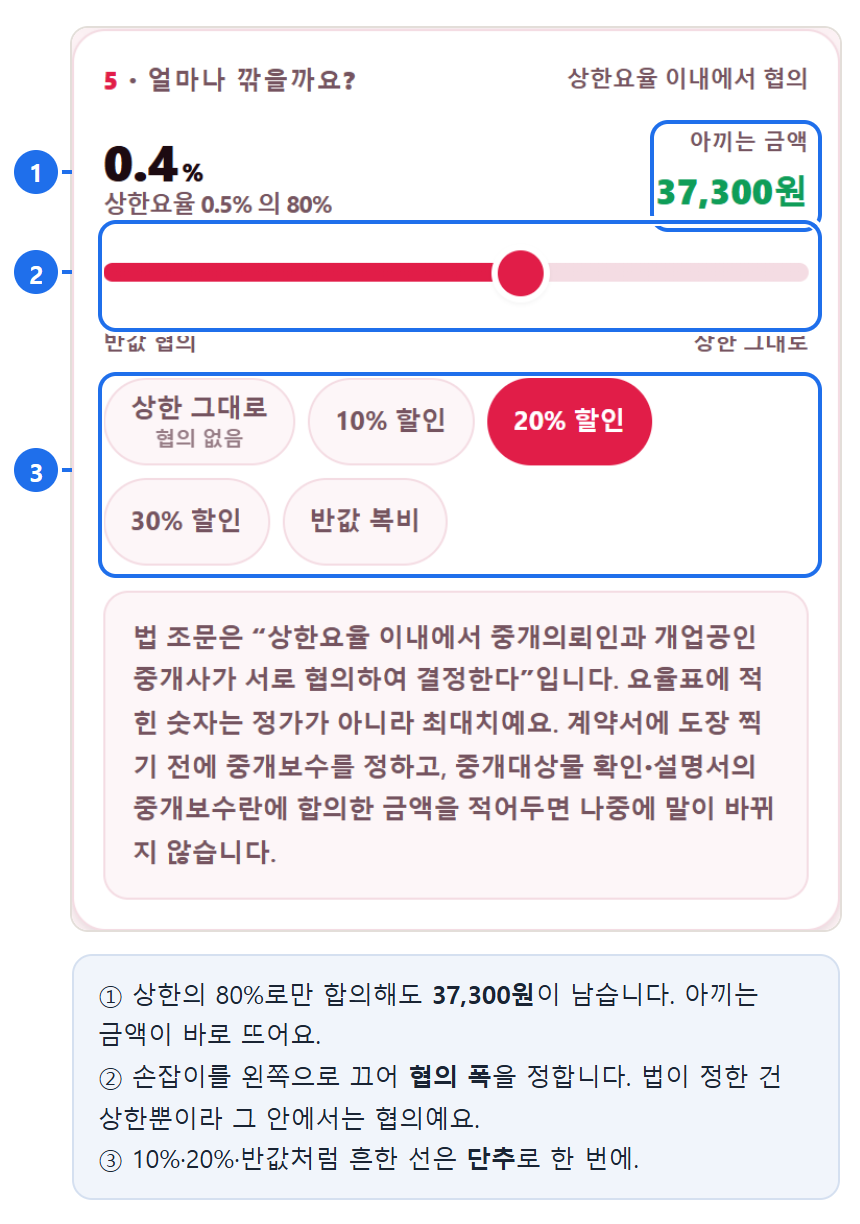 5 · 얼마나 깎을까요?
상한요율 이내에서 협의
1
0.4%
상한요율 0.5% 의 80%
아끼는 금액
37,300원
2
반값 협의
상한 그대로
3
상한 그대로
협의 없음
10% 할인
20% 할인
30% 할인
반값 복비
법 조문은 “상한요율 이내에서 중개의뢰인과 개업공인
중개사가 서로 협의하여 결정한다”입니다. 요율표에 적
힌 숫자는 정가가 아니라 최대치예요. 계약서에 도장 찍
기 전에 중개보수를 정하고, 중개대상물 확인·설명서의
중개보수란에 합의한 금액을 적어두면 나중에 말이 바뀌
지 않습니다.
① 상한의 80%로만 합의해도 37,300원이 남습니다. 아끼는
금액이 바로 뜨어요.
② 손잡이를 왼쪽으로 끄어 협의 폭을 정합니다. 법이 정한 건
상한뿐이라 그 안에서는 협의예요.
③ 10%·20%·반값처럼 흔한 선은 단추로 한 번에.